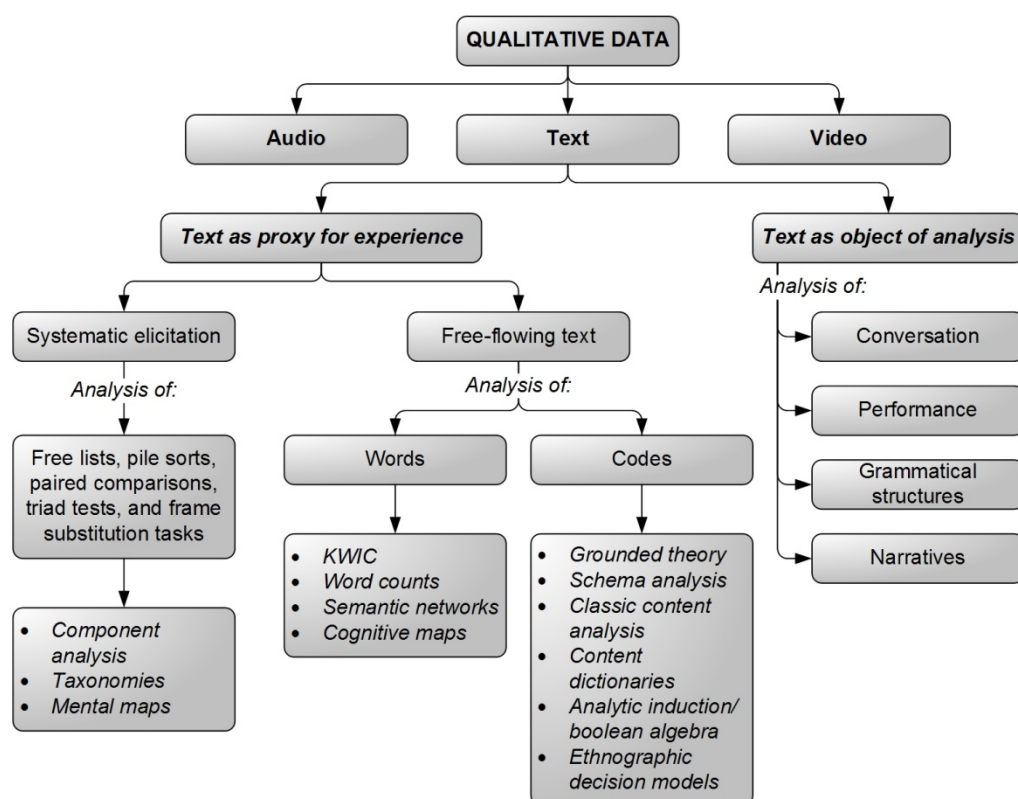 QUALITATIVE DATA
Audio
Text
Video
Text as proxy for experience
Text as object of analysis
Analysis of:
Systematic elicitation
Free-flowing text
Conversation
Analysis of:
Analysis of:
Performance
Free lists, pile sorts,
paired comparisons,
triad tests, and frame
substitution tasks
Words
Codes
Grammatical
structures
Narratives
• KWIC
• Word counts
• Semantic networks
• Cognitive maps
• Grounded theory
• Schema analysis
• Classic content
analysis
• Content
dictionaries
• Analytic induction/
boolean algebra
• Ethnographic
decision models
• Component
analysis
• Taxonomies
• Mental maps